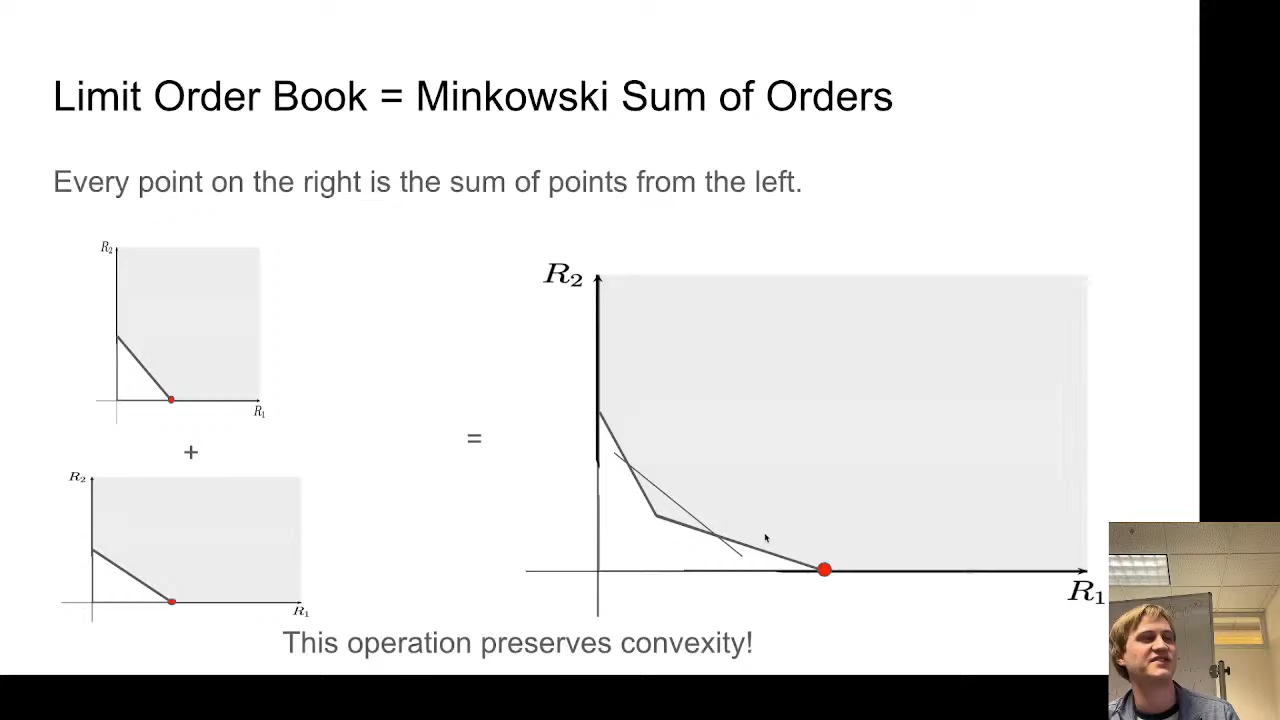 Limit Order Book = Minkowski Sum of Orders
Every point on the right is the sum of points from the left.
R₂
R₁
+
R₂
R₁
=
R₂
R₁
This operation preserves convexity!